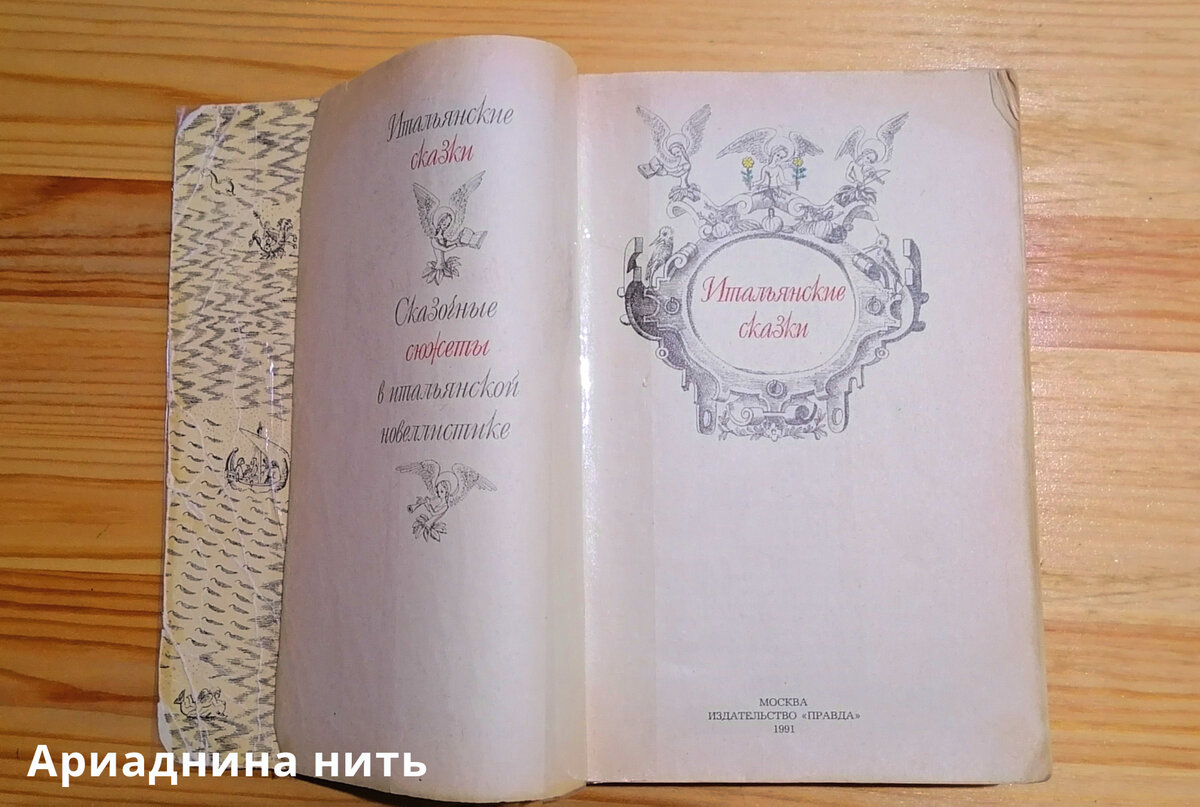 Итальянские
сказки
Сказочные
сюжеты
в итальянской
новеллистике
Итальянские
сказки
МОСКВА
ИЗДАТЕЛЬСТВО «ПРАВДА»
1991
Ариаднина нить